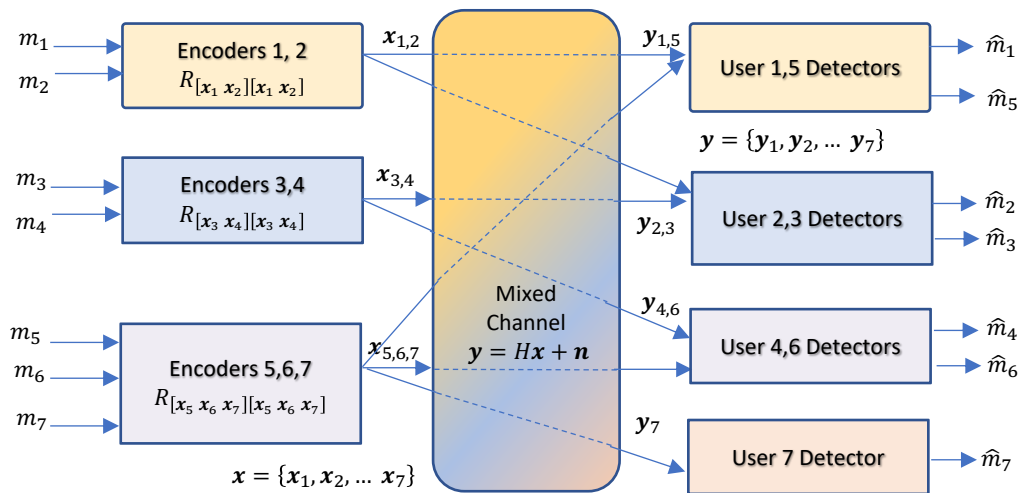 m₁
m₂
Encoders 1, 2
R[x₁ x₂][x₁ x₂]
x₁,₂
y₁,₅
User 1,5 Detectors
m̂₁
m̂₅
y = {y₁, y₂, … y₇}
m₃
m₄
Encoders 3,4
R[x₃ x₄][x₃ x₄]
x₃,₄
y₂,₃
User 2,3 Detectors
m̂₂
m̂₃
m₅
m₆
m₇
Encoders 5,6,7
R[x₅ x₆ x₇][x₅ x₆ x₇]
x₅,₆,₇
Mixed
Channel
y = Hx + n
y₄,₆
User 4,6 Detectors
m̂₄
m̂₆
y₇
User 7 Detector
m̂₇
x = {x₁, x₂, … x₇}